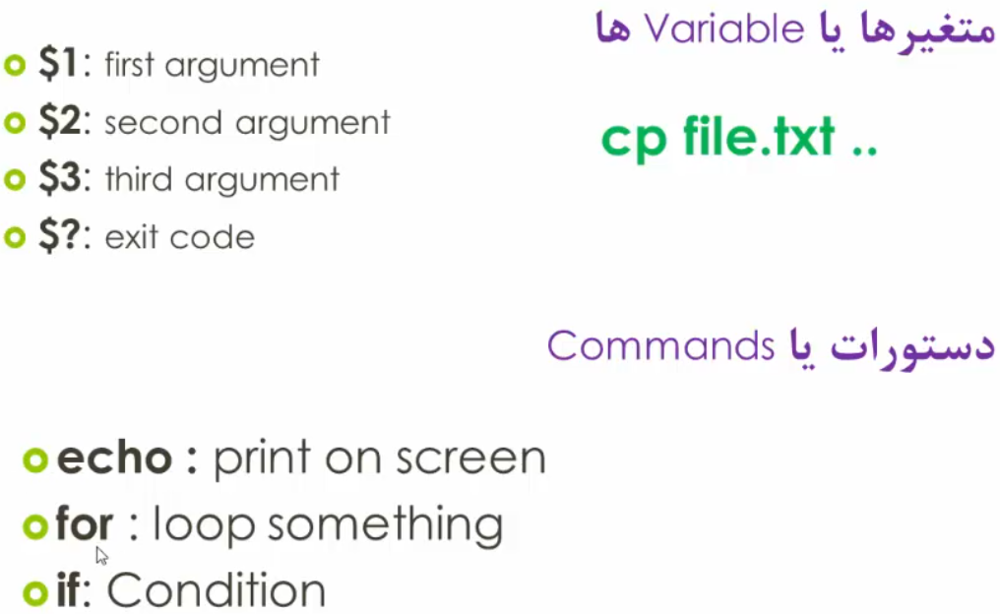 متغیرها یا Variable ها
$1: first argument
$2: second argument
$3: third argument
$?: exit code
cp file.txt ..
دستورات یا Commands
echo : print on screen
for : loop something
if: Condition